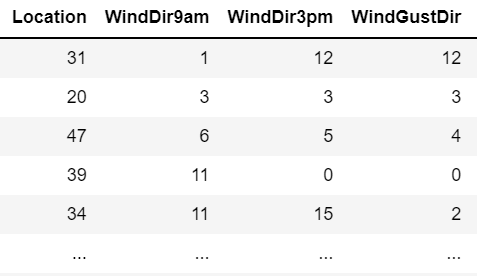 Location WindDir9am WindDir3pm WindGustDir
31 1 12 12
20 3 3 3
47 6 5 4
39 11 0 0
34 11 15 2
... ... ... ...